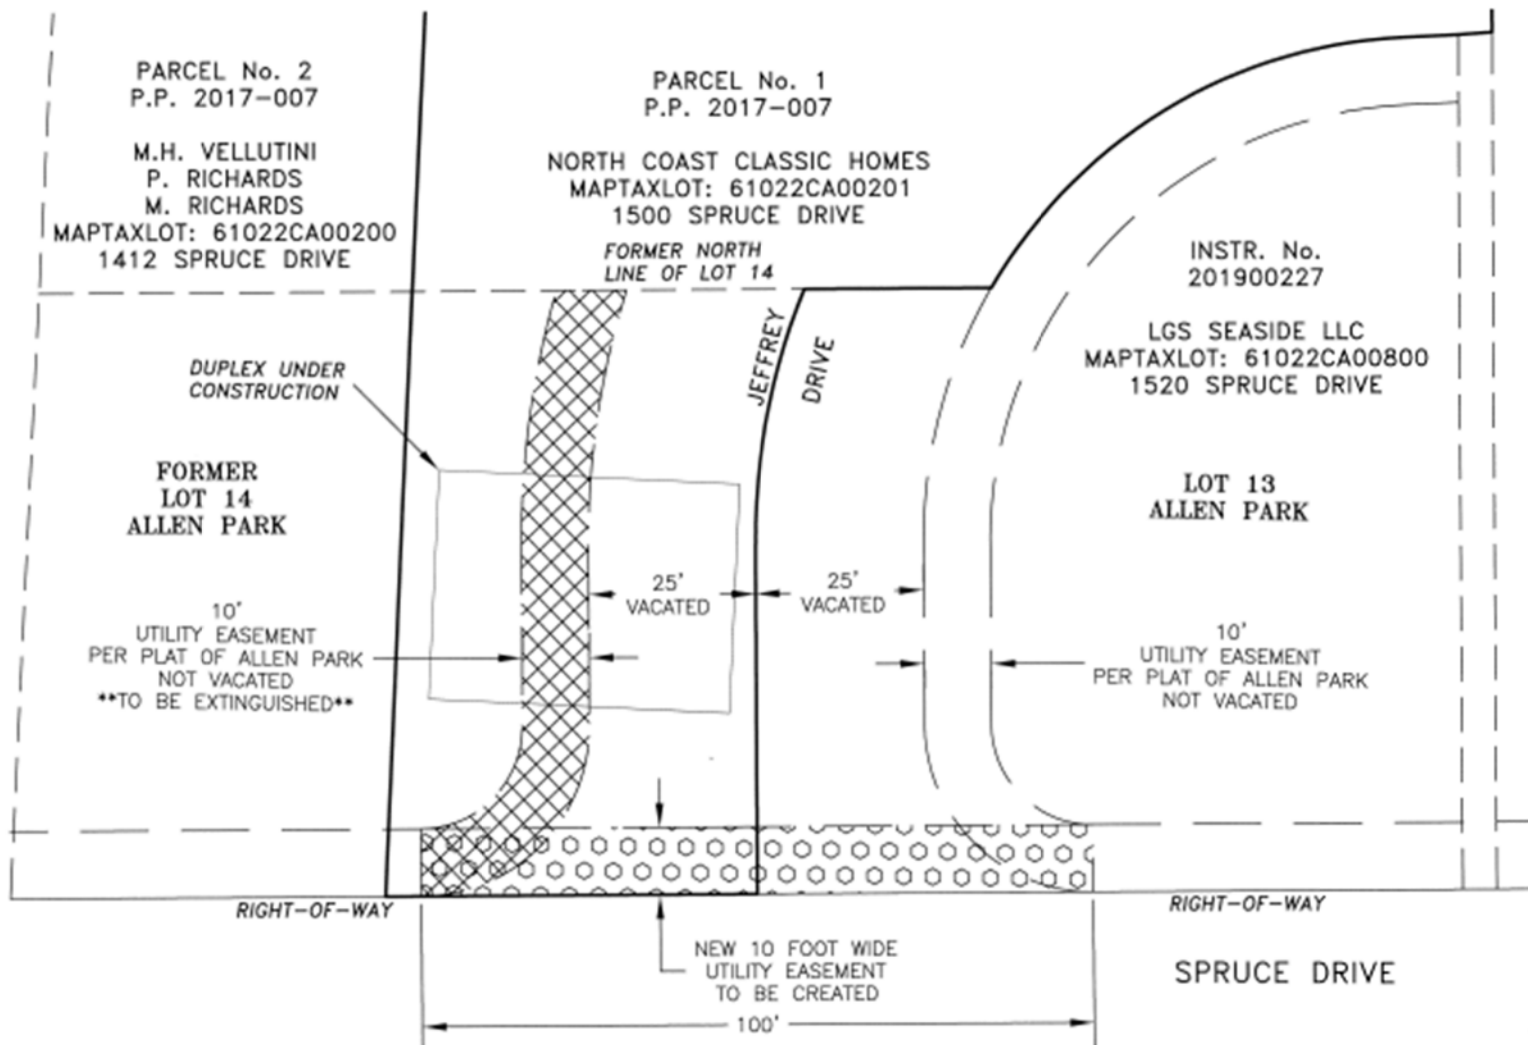 PARCEL No. 2
P.P. 2017-007
M.H. VELLUTINI
P. RICHARDS
M. RICHARDS
MAPTAXLOT: 61022CA00200
1412 SPRUCE DRIVE
PARCEL No. 1
P.P. 2017-007
NORTH COAST CLASSIC HOMES
MAPTAXLOT: 61022CA00201
1500 SPRUCE DRIVE
FORMER NORTH
LINE OF LOT 14
INSTR. No.
201900227
LGS SEASIDE LLC
MAPTAXLOT: 61022CA00800
1520 SPRUCE DRIVE
JEFFREY
DRIVE
DUPLEX UNDER
CONSTRUCTION
FORMER
LOT 14
ALLEN PARK
LOT 13
ALLEN PARK
25'
VACATED
25'
VACATED
10'
UTILITY EASEMENT
PER PLAT OF ALLEN PARK
NOT VACATED
**TO BE EXTINGUISHED**
10'
UTILITY EASEMENT
PER PLAT OF ALLEN PARK
NOT VACATED
RIGHT-OF-WAY
RIGHT-OF-WAY
NEW 10 FOOT WIDE
UTILITY EASEMENT
TO BE CREATED
SPRUCE DRIVE
100'